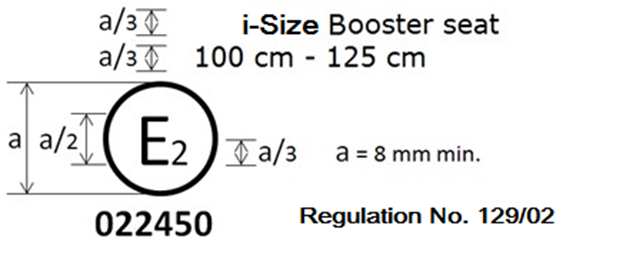 a/3 i-Size Booster seat
a/3 100 cm - 125 cm
a a/2 E2 a/3 a = 8 mm min.
022450 Regulation No. 129/02